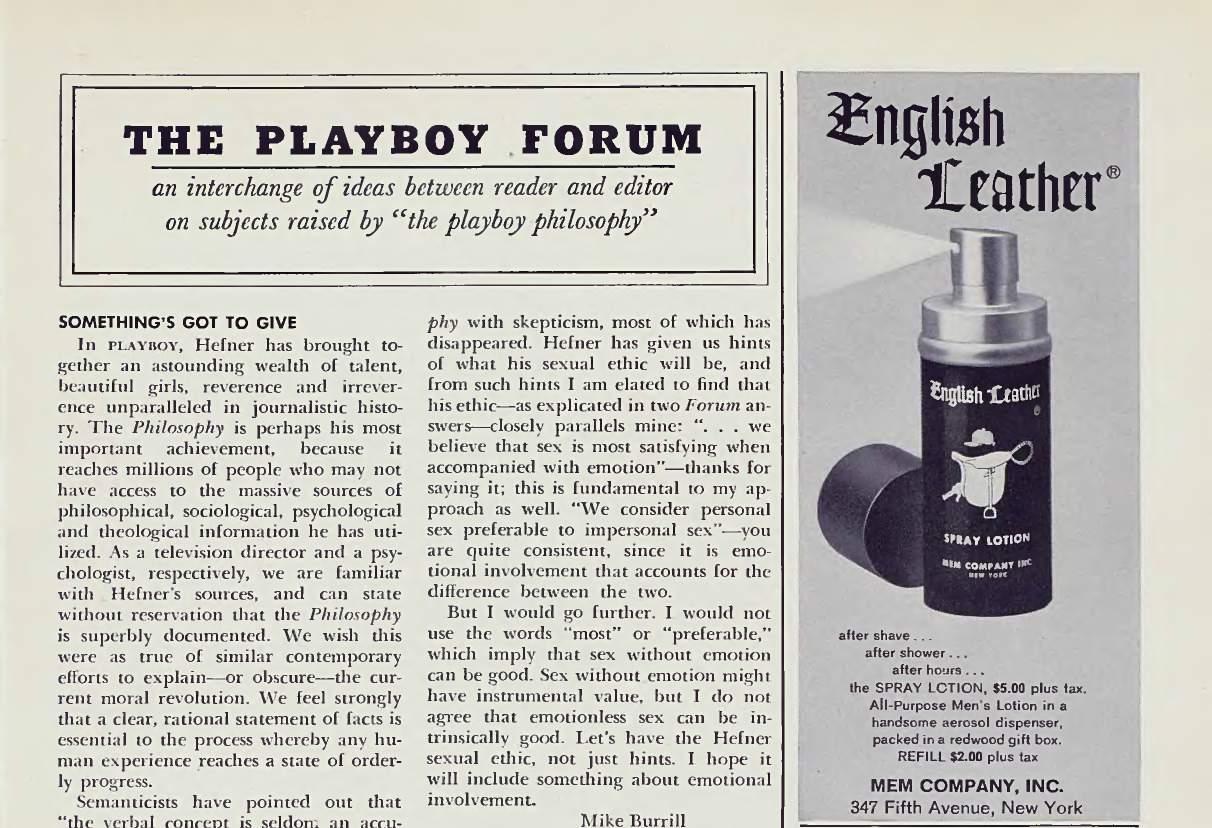 THE PLAYBOY FORUM
an interchange of ideas between reader and editor
on subjects raised by “the playboy philosophy”
SOMETHING'S GOT TO GIVE
In PLAYBOY, Hefner has brought to-
gether an astounding wealth of talent,
beautiful girls, reverence and irrever-
ence unparalleled in journalistic histo-
ry. The Philosophy is perhaps his most
important achievement, because it
reaches millions of people who may not
have access to the massive sources of
philosophical, sociological, psychological
and theological information he has uti-
lized. As a television director and a psy-
chologist, respectively, we are familiar
with Hefner's sources, and can state
without reservation that the Philosophy
is superbly documented. We wish this
were as true of similar contemporary
efforts to explain—or obscure—the cur-
rent moral revolution. We feel strongly
that a clear, rational statement of facts is
essential to the process whereby any hu-
man experience reaches a state of order-
ly progress.
Semanticists have pointed out that
“the verbal concept is seldom an accu-
phy with skepticism, most of which has
disappeared. Hefner has given us hints
of what his sexual ethic will be, and
from such hints I am elated to find that
his ethic—as explicated in two Forum an-
swers—closely parallels mine: “. . . we
believe that sex is most satisfying when
accompanied with emotion”—thanks for
saying it; this is fundamental to my ap-
proach as well. “We consider personal
sex preferable to impersonal sex”—you
are quite consistent, since it is emo-
tional involvement that accounts for the
difference between the two.
But I would go further. I would not
use the words “most” or “preferable,”
which imply that sex without emotion
can be good. Sex without emotion might
have instrumental value, but I do not
agree that emotionless sex can be in-
trinsically good. Let's have the Hefner
sexual ethic, not just hints. I hope it
will include something about emotional
involvement.
Mike Burrill
English
Leather®
English Leather
®
SPRAY LOTION
MEM COMPANY INC.
NEW YORK
after shave . . .
after shower . . .
after hours . . .
the SPRAY LOTION, $5.00 plus tax.
All-Purpose Men's Lotion in a
handsome aerosol dispenser,
packed in a redwood gift box.
REFILL $2.00 plus tax
MEM COMPANY, INC.
347 Fifth Avenue, New York